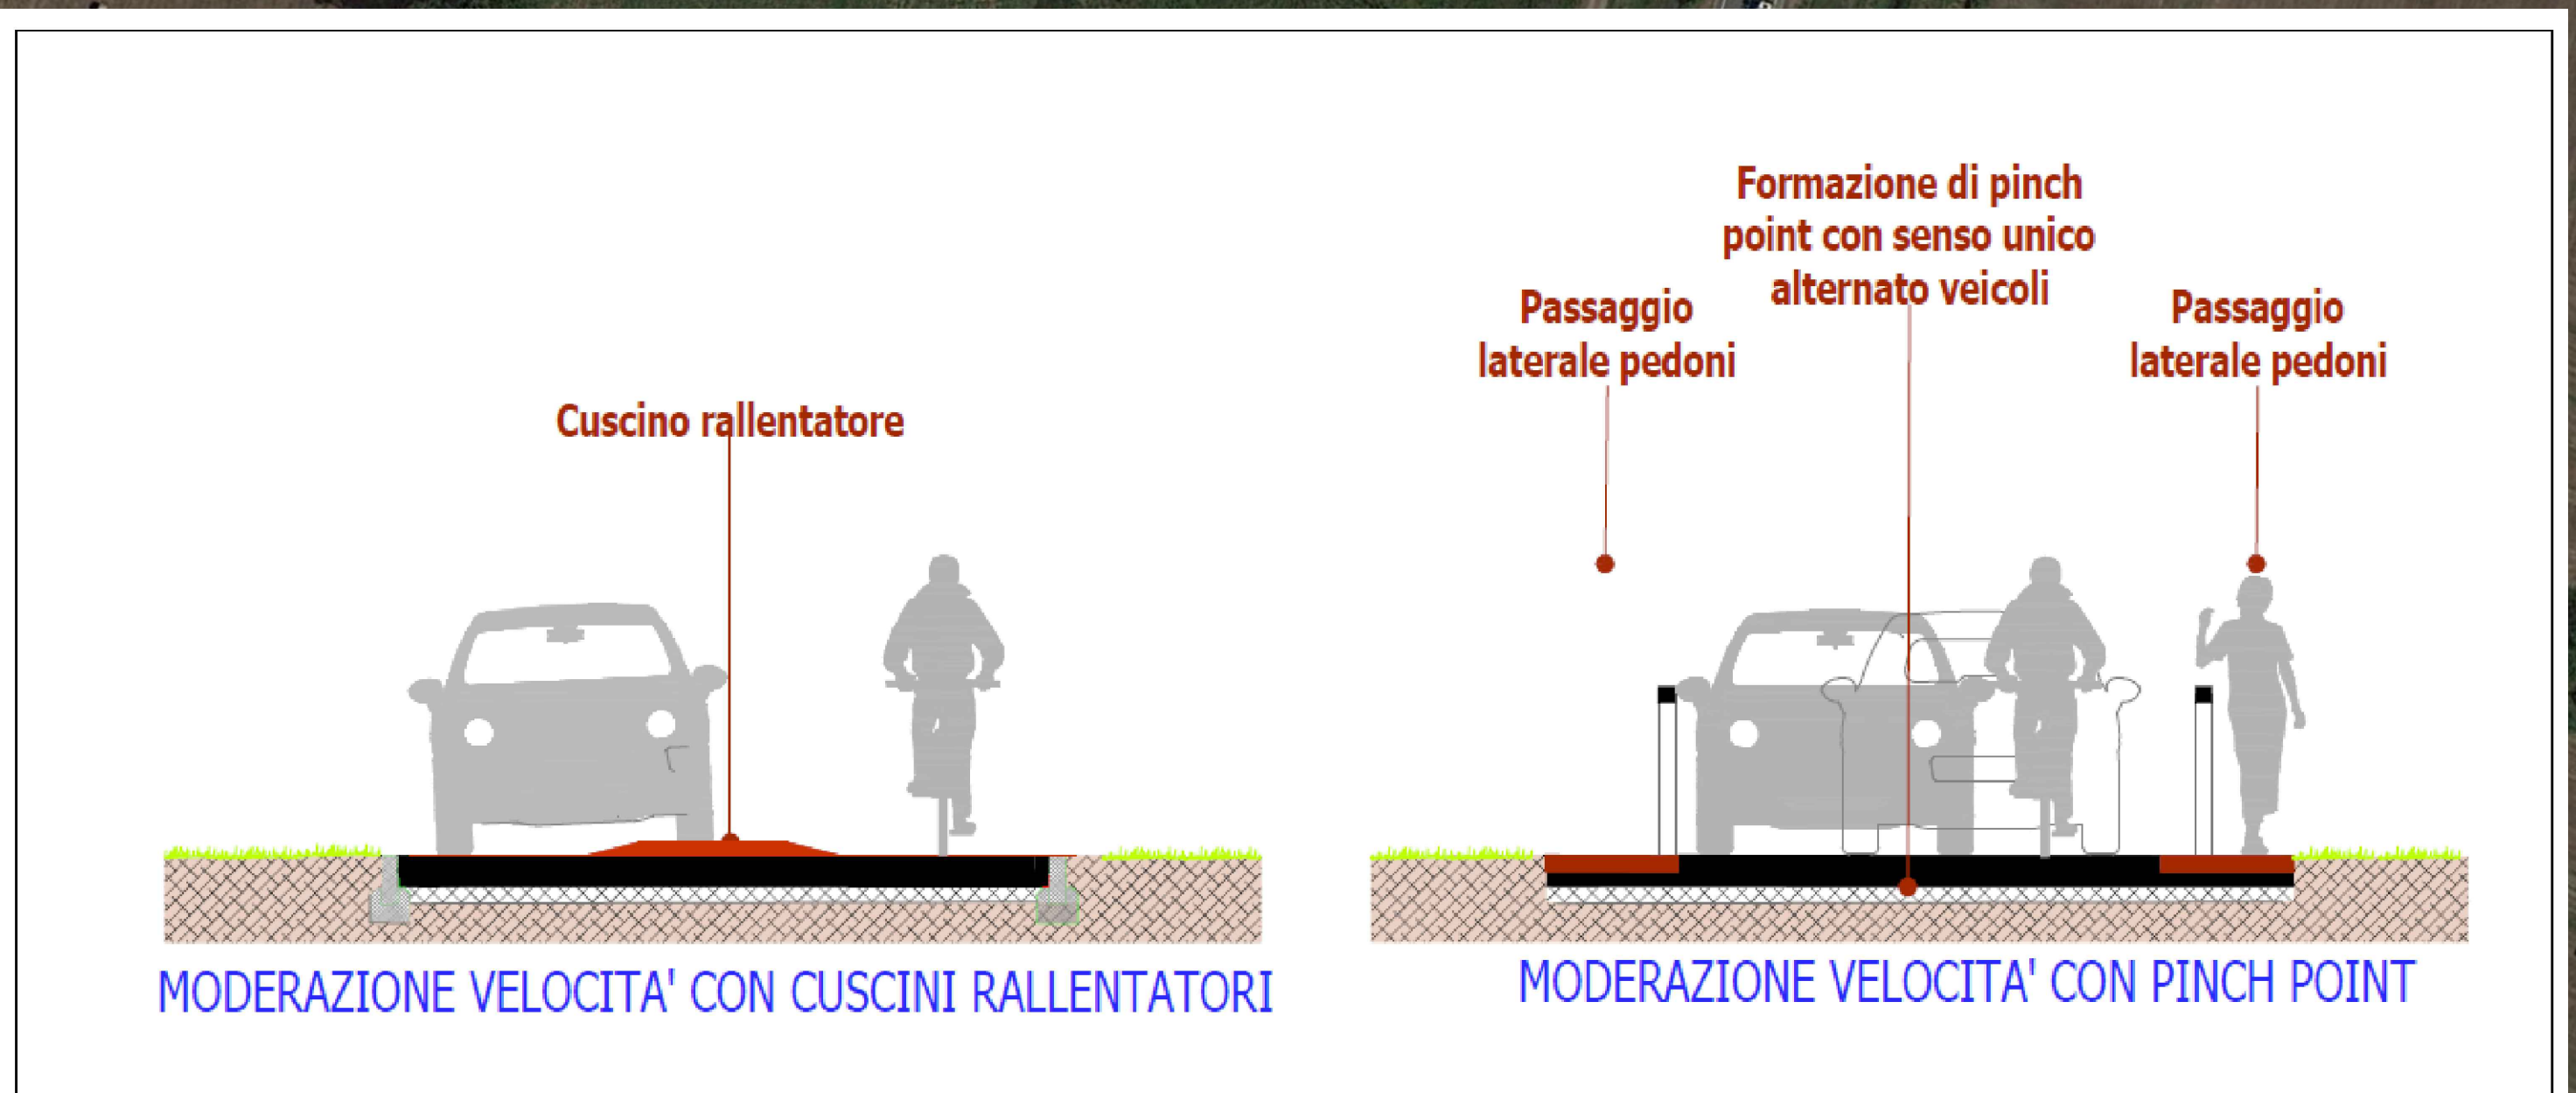 Cuscino rallentatore
MODERAZIONE VELOCITA' CON CUSCINI RALLENTATORI
Formazione di pinch
point con senso unico
alternato veicoli
Passaggio
laterale pedoni
Passaggio
laterale pedoni
MODERAZIONE VELOCITA' CON PINCH POINT